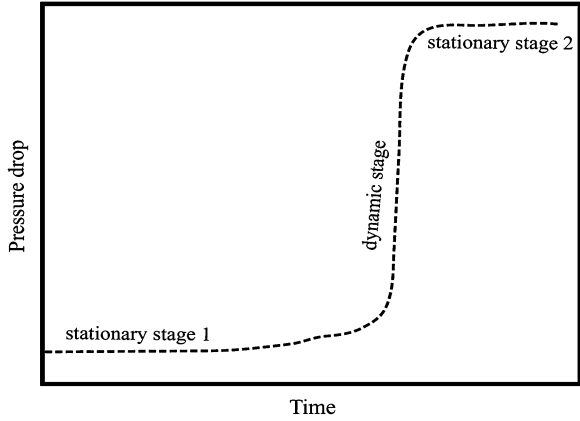 stationary stage 2
Pressure drop
dynamic stage
stationary stage 1
Time